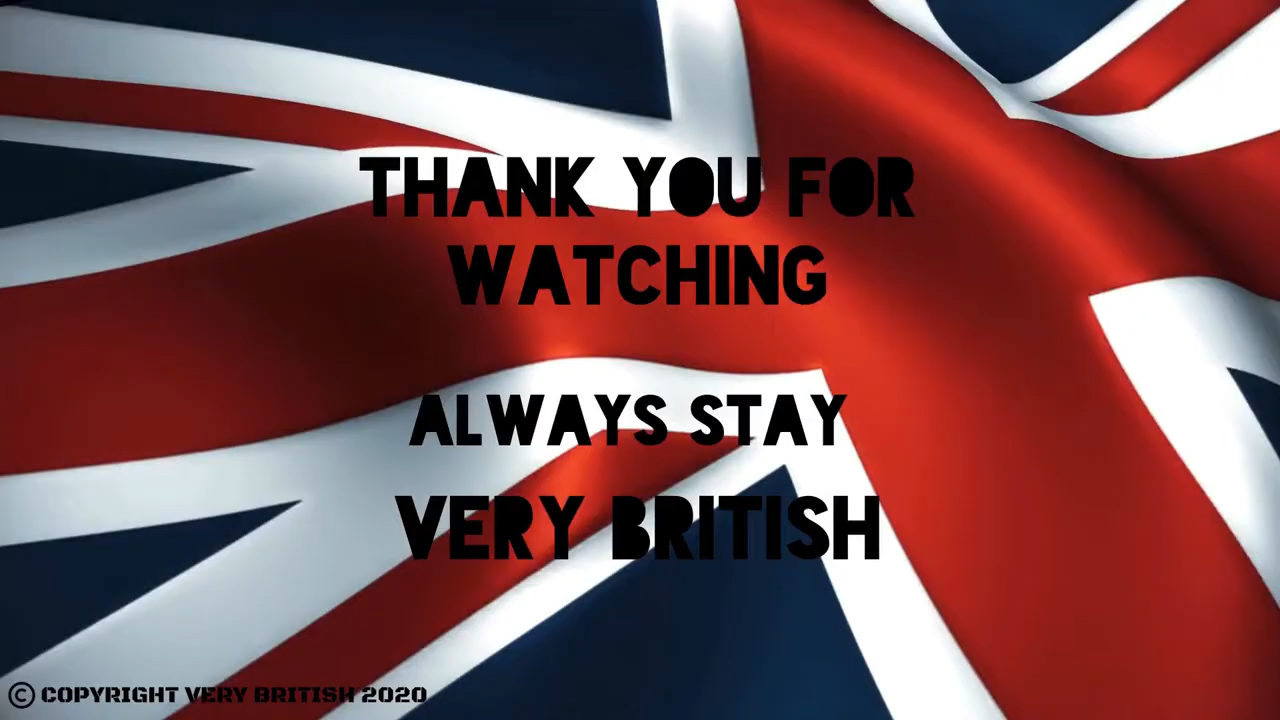 THANK YOU FOR
WATCHING
ALWAYS STAY
VERY BRITISH
© COPYRIGHT VERY BRITISH 2020